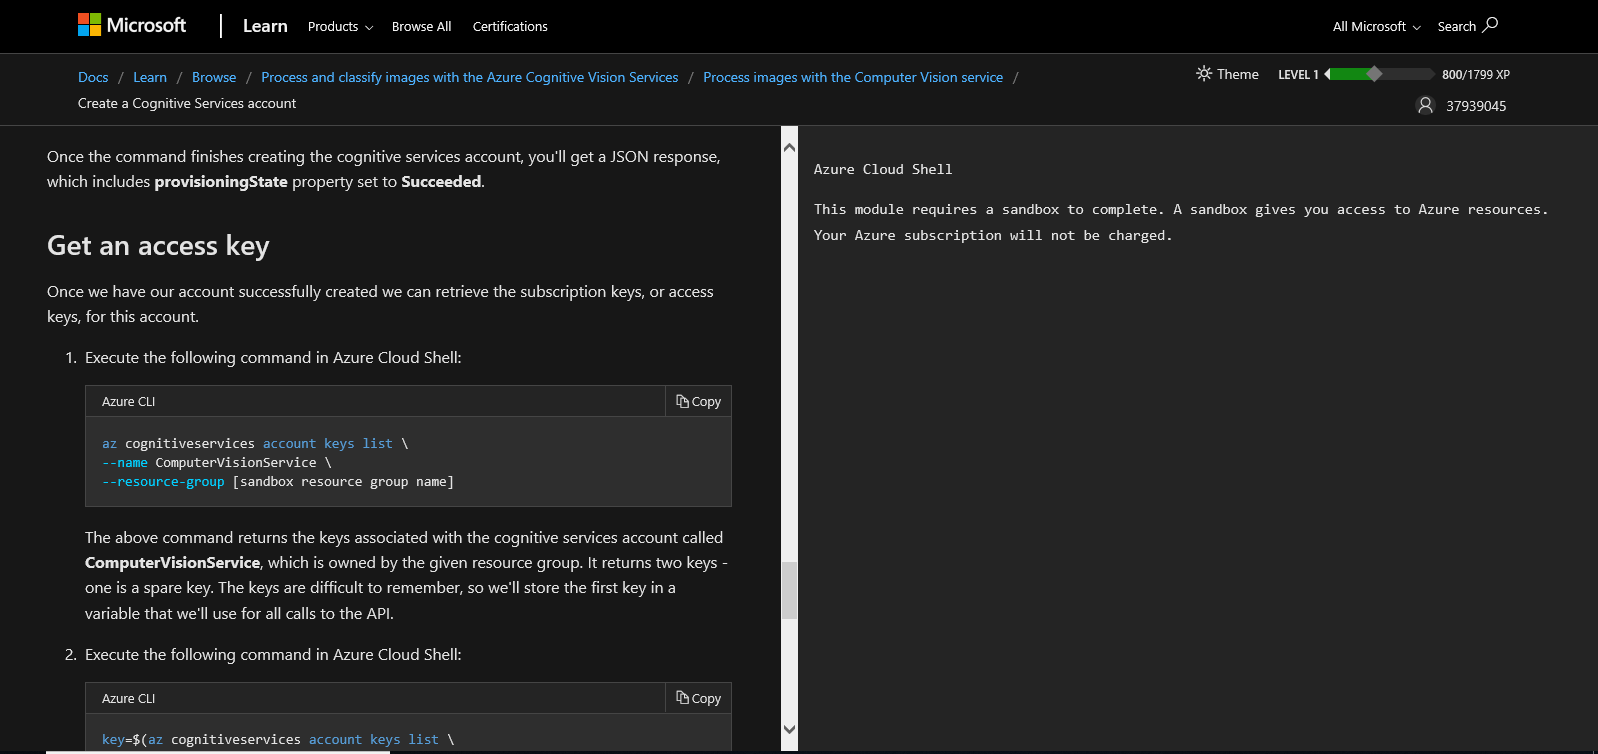 Microsoft
Learn
Products
Browse All
Certifications
All Microsoft
Search
Docs / Learn / Browse / Process and classify images with the Azure Cognitive Vision Services / Process images with the Computer Vision service /
Create a Cognitive Services account
Theme
LEVEL 1
800/1799 XP
37939045
Once the command finishes creating the cognitive services account, you'll get a JSON response,
which includes provisioningState property set to Succeeded.
Get an access key
Once we have our account successfully created we can retrieve the subscription keys, or access
keys, for this account.
1. Execute the following command in Azure Cloud Shell:
Azure CLI
Copy
az cognitiveservices account keys list \
--name ComputerVisionService \
--resource-group [sandbox resource group name]
The above command returns the keys associated with the cognitive services account called
ComputerVisionService, which is owned by the given resource group. It returns two keys -
one is a spare key. The keys are difficult to remember, so we'll store the first key in a
variable that we'll use for all calls to the API.
2. Execute the following command in Azure Cloud Shell:
Azure CLI
Copy
key=$(az cognitiveservices account keys list \
Azure Cloud Shell
This module requires a sandbox to complete. A sandbox gives you access to Azure resources.
Your Azure subscription will not be charged.